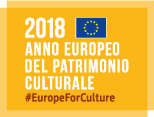 2018
ANNO EUROPEO
DEL PATRIMONIO
CULTURALE
#EuropeForCulture